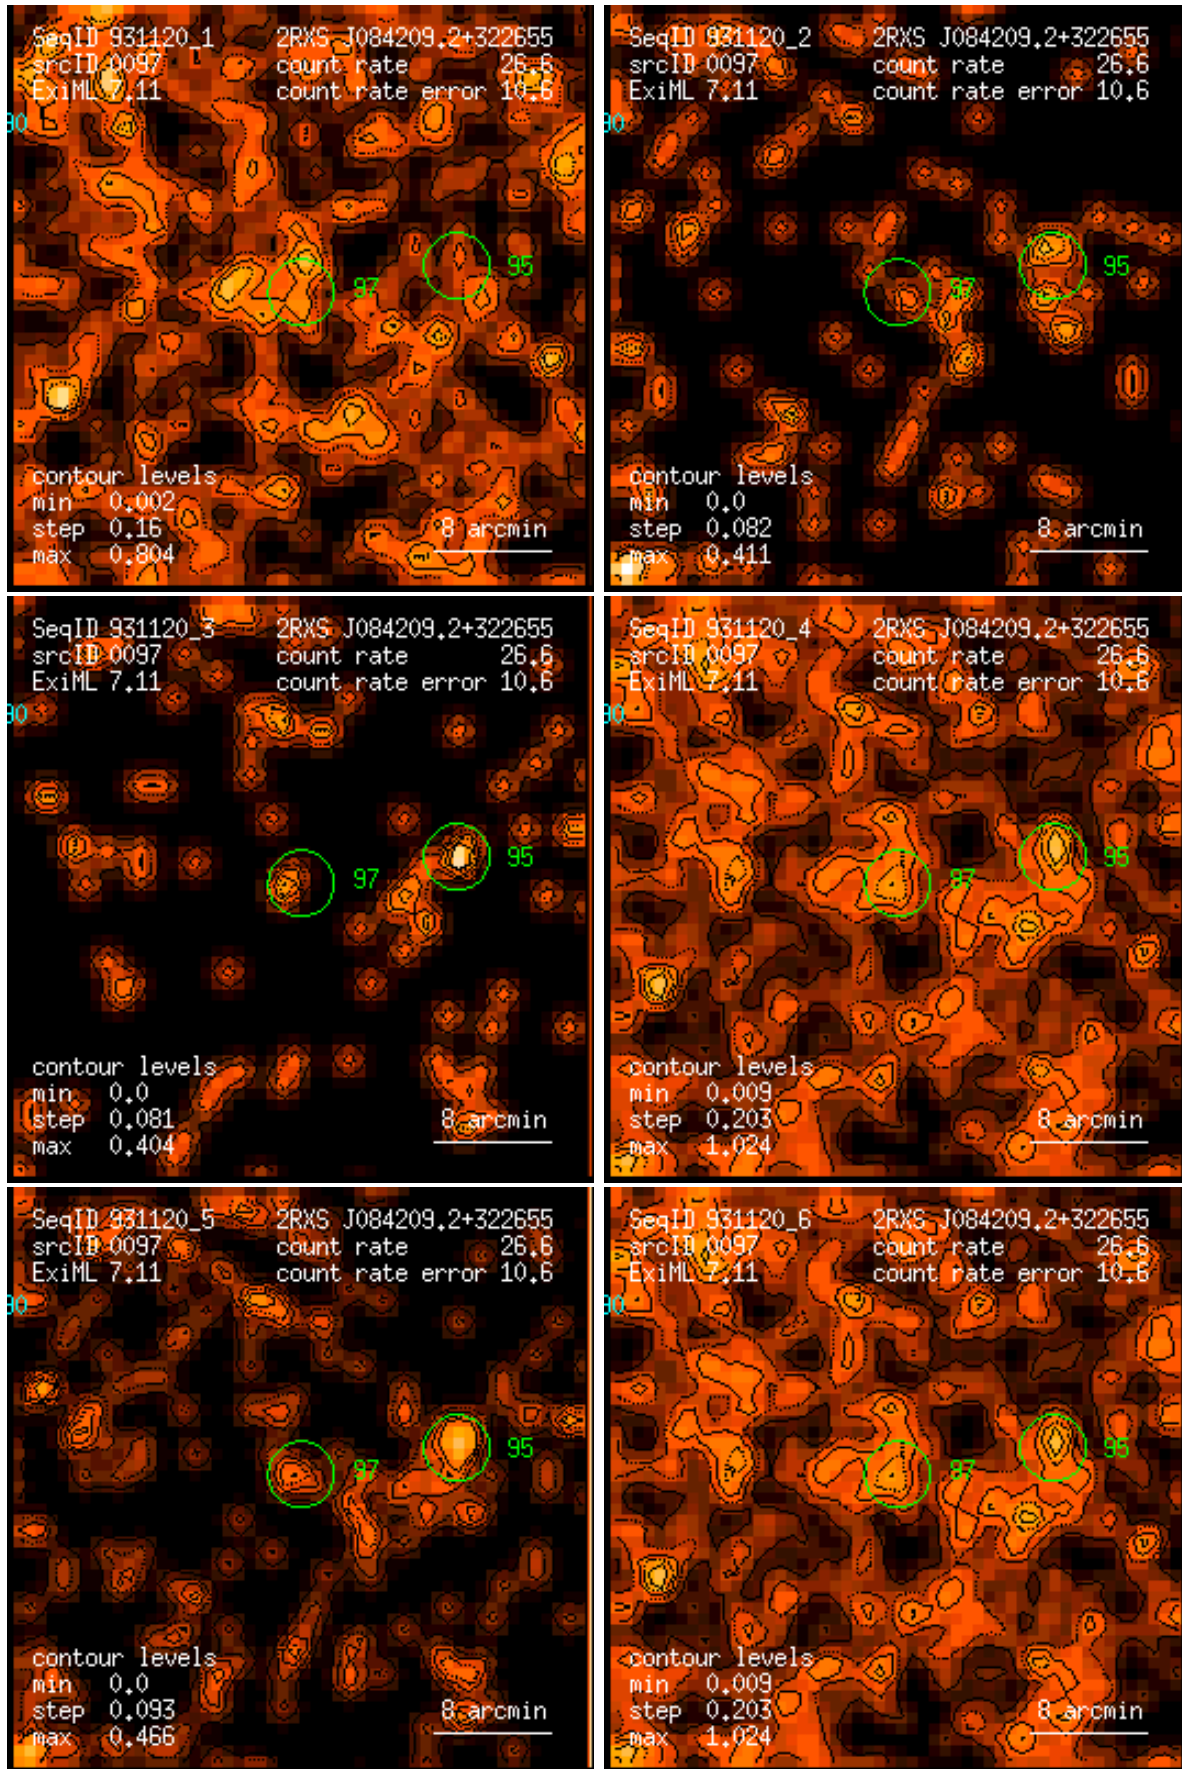 SeqID 931120_1 2RXS J084209.2+322655
srcID 0097 count rate 26.6
ExiML 7.11 count rate error 10.6
90
95
97
contour levels
min 0.002
step 0.16 8 arcmin
max 0.804
SeqID 931120_2 2RXS J084209.2+322655
srcID 0097 count rate 26.6
ExiML 7.11 count rate error 10.6
90
95
97
contour levels
min 0.0
step 0.082 8 arcmin
max 0.411
SeqID 931120_3 2RXS J084209.2+322655
srcID 0097 count rate 26.6
ExiML 7.11 count rate error 10.6
90
95
97
contour levels
min 0.0
step 0.081 8 arcmin
max 0.404
SeqID 931120_4 2RXS J084209.2+322655
srcID 0097 count rate 26.6
ExiML 7.11 count rate error 10.6
90
95
97
contour levels
min 0.009
step 0.203 8 arcmin
max 1.024
SeqID 931120_5 2RXS J084209.2+322655
srcID 0097 count rate 26.6
ExiML 7.11 count rate error 10.6
90
95
97
contour levels
min 0.0
step 0.093 8 arcmin
max 0.466
SeqID 931120_6 2RXS J084209.2+322655
srcID 0097 count rate 26.6
ExiML 7.11 count rate error 10.6
90
95
97
contour levels
min 0.009
step 0.203 8 arcmin
max 1.024